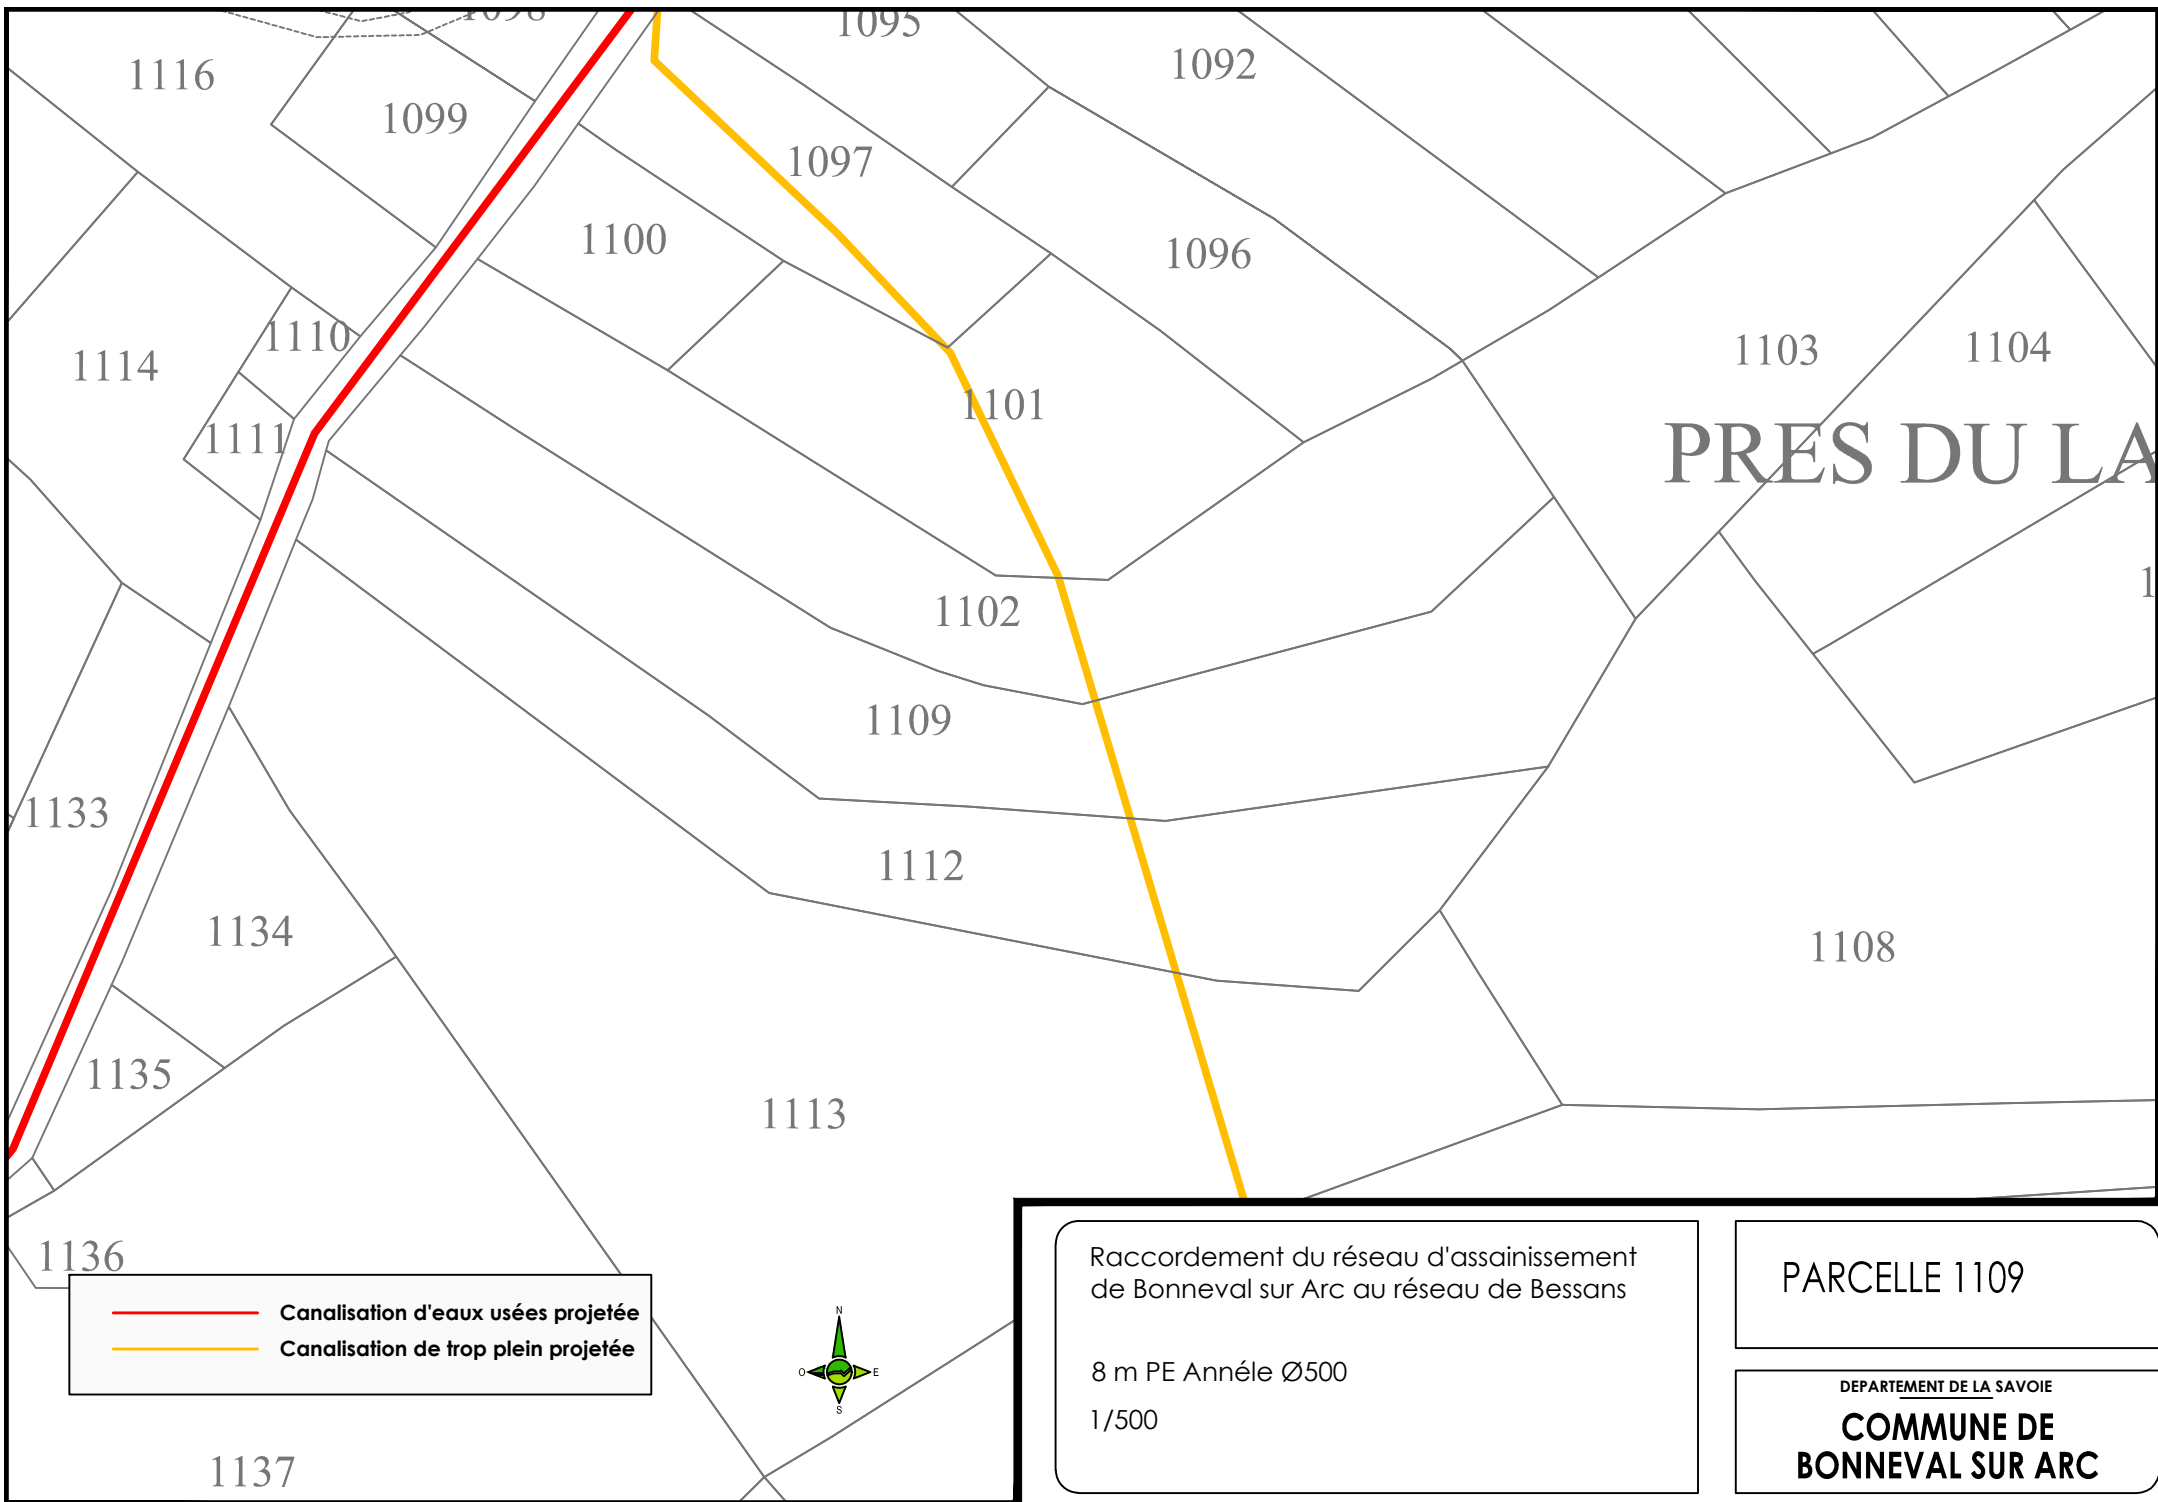 1098
1095
1116
1092
1099
1097
1100
1096
1110
1103
1104
1114
1101
1111
PRES DU LA
1
1102
1109
1133
1112
1134
1108
1135
1113
1136
Canalisation d'eaux usées projetée
Canalisation de trop plein projetée
N
O
E
S
1137
Raccordement du réseau d'assainissement
de Bonneval sur Arc au réseau de Bessans
8 m PE Annéle Ø500
1/500
PARCELLE 1109
DEPARTEMENT DE LA SAVOIE
COMMUNE DE
BONNEVAL SUR ARC